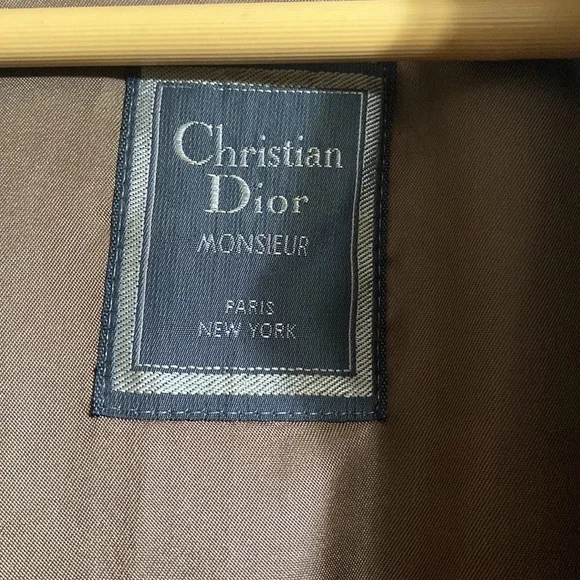 Christian
Dior
MONSIEUR
PARIS
NEW YORK